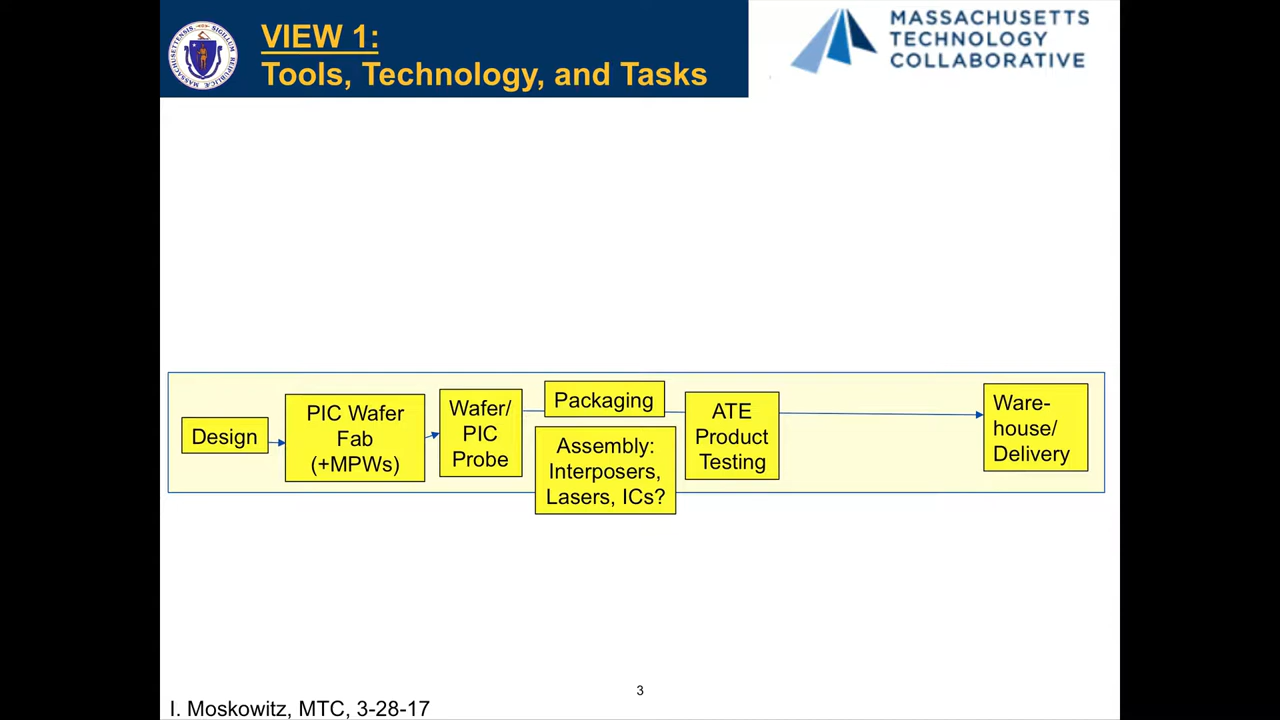 VIEW 1:
Tools, Technology, and Tasks
MASSACHUSETTS
TECHNOLOGY
COLLABORATIVE
Design
PIC Wafer
Fab
(+MPWs)
Wafer/
PIC
Probe
Packaging
Assembly:
Interposers,
Lasers, ICs?
ATE
Product
Testing
Ware-
house/
Delivery
3
I. Moskowitz, MTC, 3-28-17